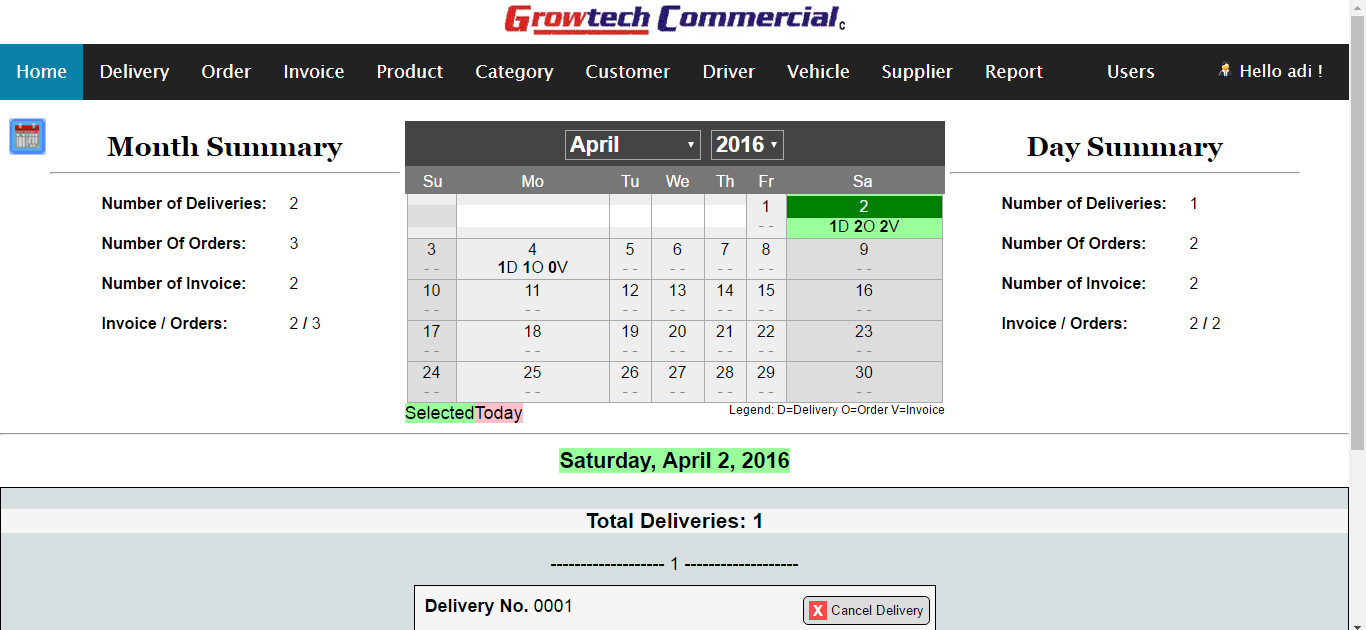 Growtech Commercial c
Home Delivery Order Invoice Product Category Customer Driver Vehicle Supplier Report Users Hello adi !
Month Summary
Number of Deliveries: 2
Number Of Orders: 3
Number of Invoice: 2
Invoice / Orders: 2 / 3
April 2016
Su Mo Tu We Th Fr Sa
1 2
- - 1D 2O 2V
3 4 5 6 7 8 9
- - 1D 1O 0V - - - - - - - - - -
10 11 12 13 14 15 16
- - - - - - - - - - - - - -
17 18 19 20 21 22 23
- - - - - - - - - - - - - -
24 25 26 27 28 29 30
- - - - - - - - - - - - - -
SelectedToday Legend: D=Delivery O=Order V=Invoice
Day Summary
Number of Deliveries: 1
Number Of Orders: 2
Number of Invoice: 2
Invoice / Orders: 2 / 2
Saturday, April 2, 2016
Total Deliveries: 1
------------------- 1 -------------------
Delivery No. 0001 X Cancel Delivery